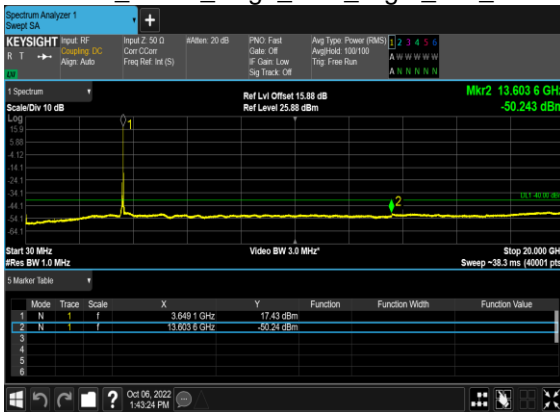 Spectrum Analyzer 1
Swept SA
+
KEYSIGHT Input: RF Input Z: 50 Ω #Atten: 20 dB PNO: Fast Avg Type: Power (RMS) 1 2 3 4 5 6
R T Coupling: DC Corr CCorr Gate: Off Avg|Hold: 100/100 A W W W W W
Align: Auto Freq Ref: Int (S) IF Gain: Low Trig: Free Run
Sig Track: Off A N N N N N
1 Spectrum Ref Lvl Offset 15.88 dB Mkr2 13.603 6 GHz
Scale/Div 10 dB Ref Level 25.88 dBm -50.243 dBm
Log
15.9
5.88
-4.12
-14.1
-24.1
-34.1
-44.1
-54.1
-64.1
1
2
Start 30 MHz Video BW 3.0 MHz* Stop 20.000 GH
#Res BW 1.0 MHz Sweep ~38.3 ms (40001 pts
5 Marker Table
Mode Trace Scale X Y Function Function Width Function Value
1 N 1 f 3.649 1 GHz 17.43 dBm
2 N 1 f 13.603 6 GHz -50.24 dBm
3
4
5
6
? Oct 06, 2022
1:43:24 PM